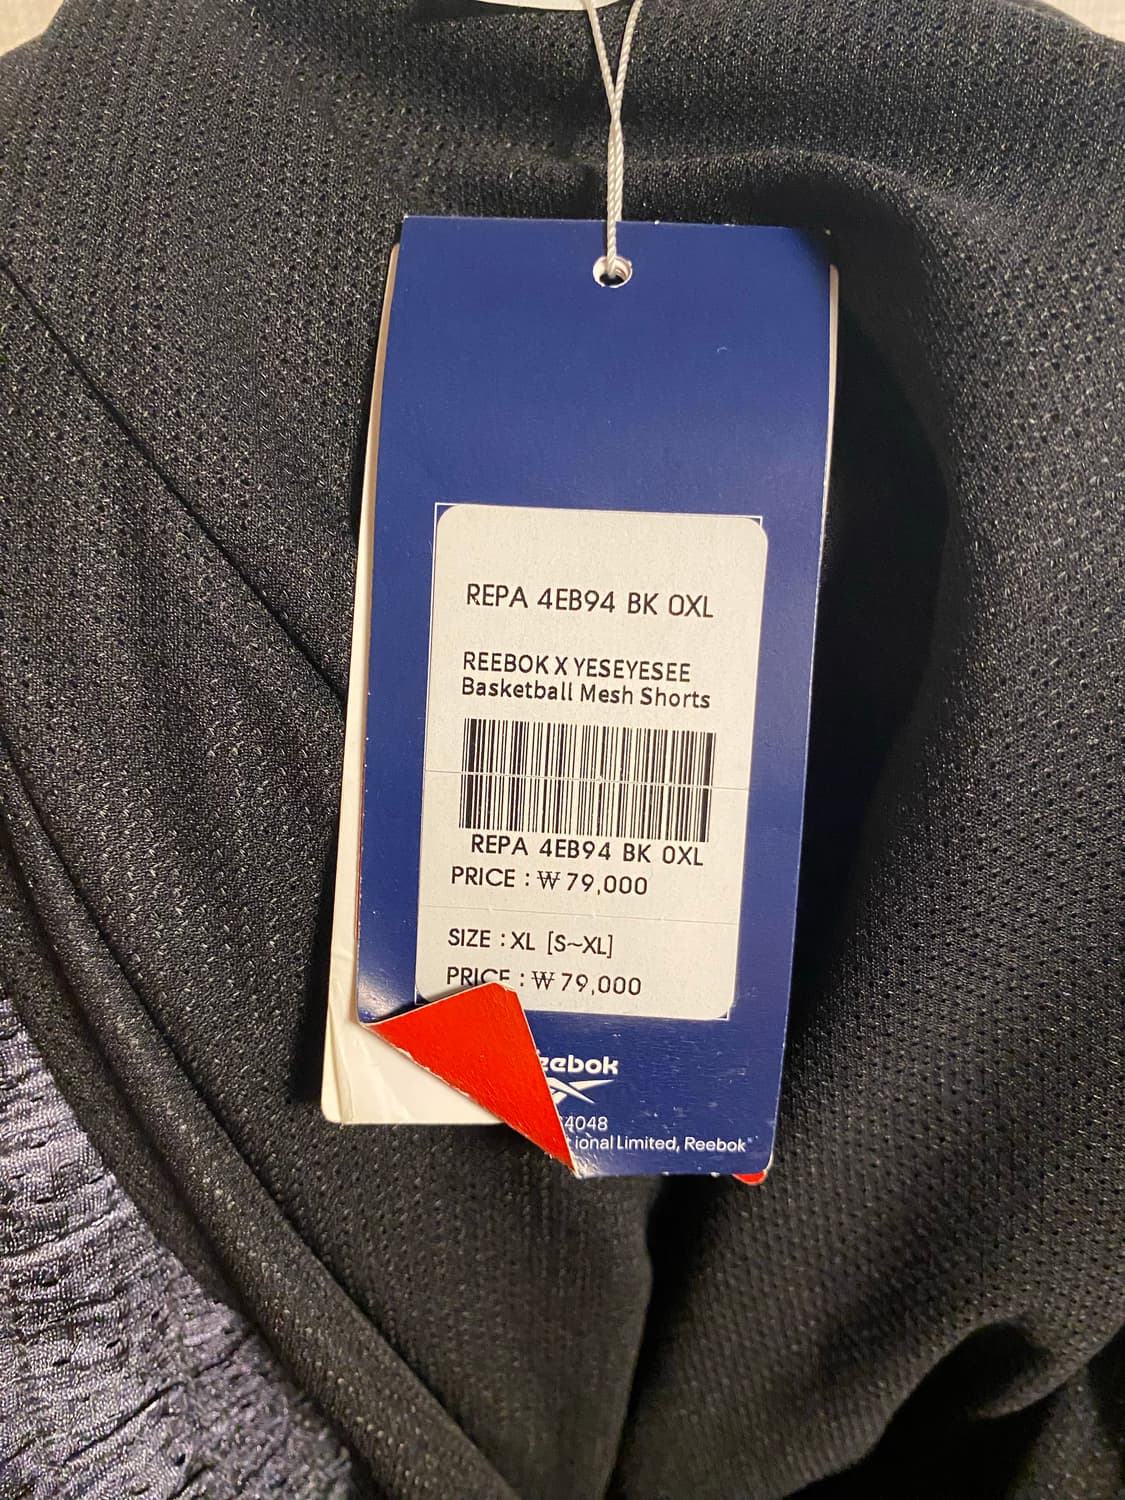 REPA 4EB94 BK 0XL
REEBOK X YESEYESEE
Basketball Mesh Shorts
REPA 4EB94 BK 0XL
PRICE : ₩ 79,000
SIZE : XL [S~XL]
PRICE : ₩ 79,000
eebok
4048
ional Limited, Reebok